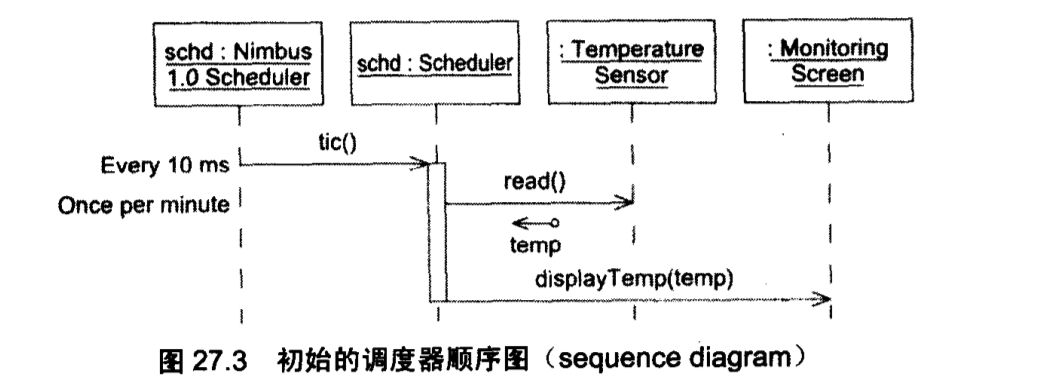 schd : Nimbus
1.0 Scheduler
schd : Scheduler
: Temperature
Sensor
: Monitoring
Screen
tic()
Every 10 ms
read()
Once per minute
temp
displayTemp(temp)
图 27.3 初始的调度器顺序图（sequence diagram）